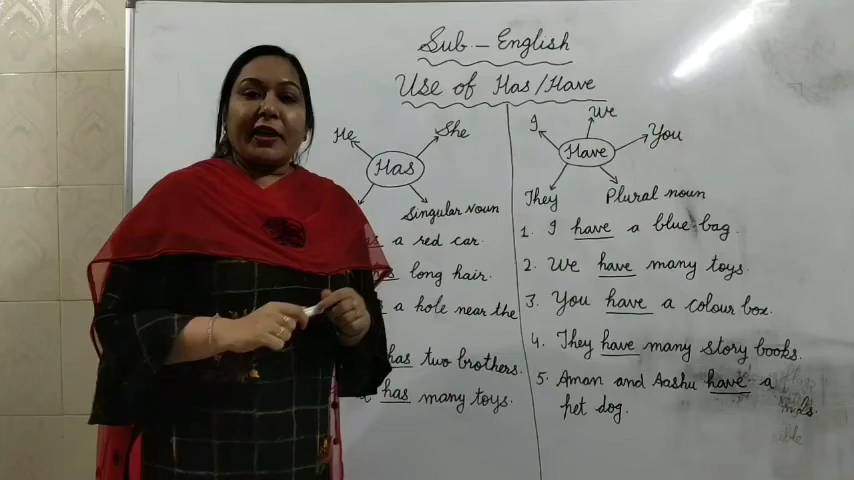 Sub - English
Use of Has/Have
He
She
Has
Singular Noun
a red car.
long hair.
a hole near the
has two brothers.
has many toys.
I
We
You
Have
They
Plural noun
1. I have a blue bag.
2. We have many toys.
3. You have a colour box.
4. They have many story books.
5. Aman and Aashu have a
pet dog.